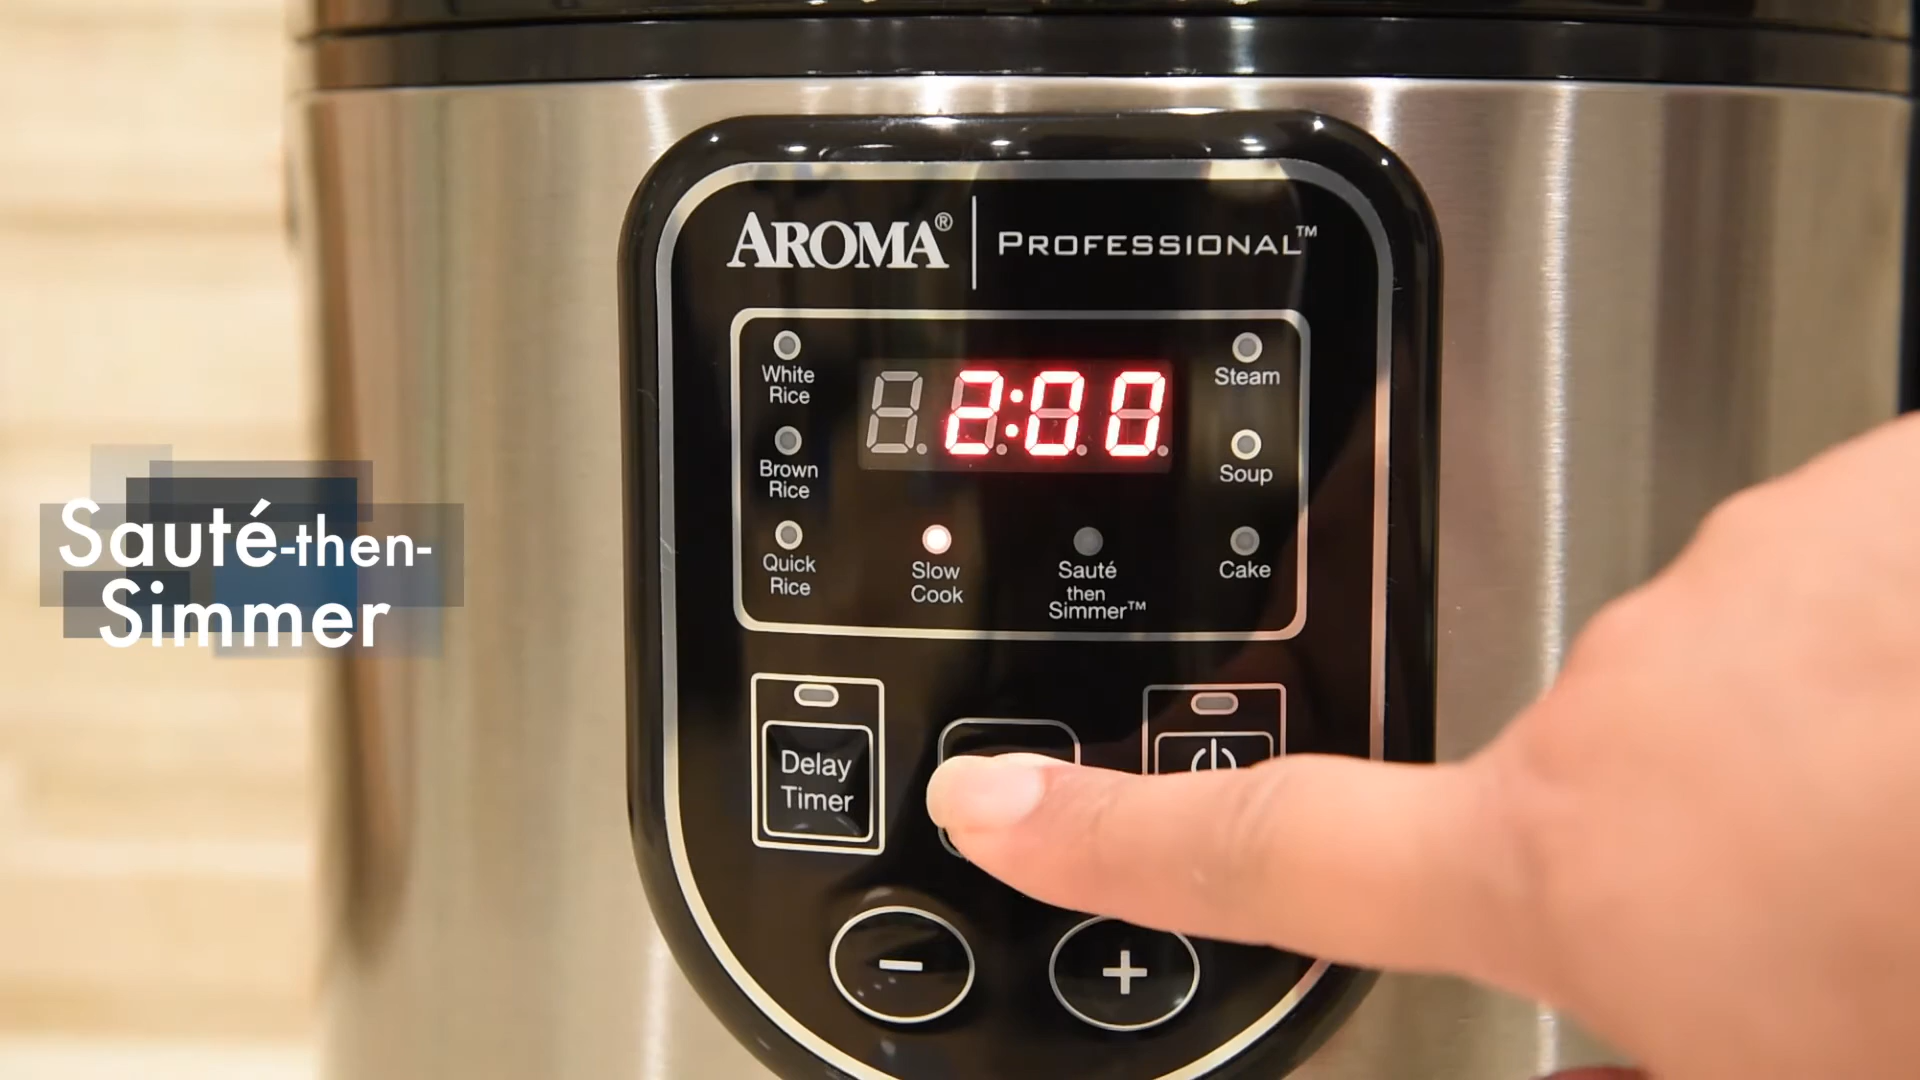 AROMA® | PROFESSIONAL™
White
Rice
2:00
Steam
Brown
Rice
Soup
Quick
Rice
Slow
Cook
Sauté
then
Simmer™
Cake
Sauté-then-
Simmer
Delay
Timer
−
+